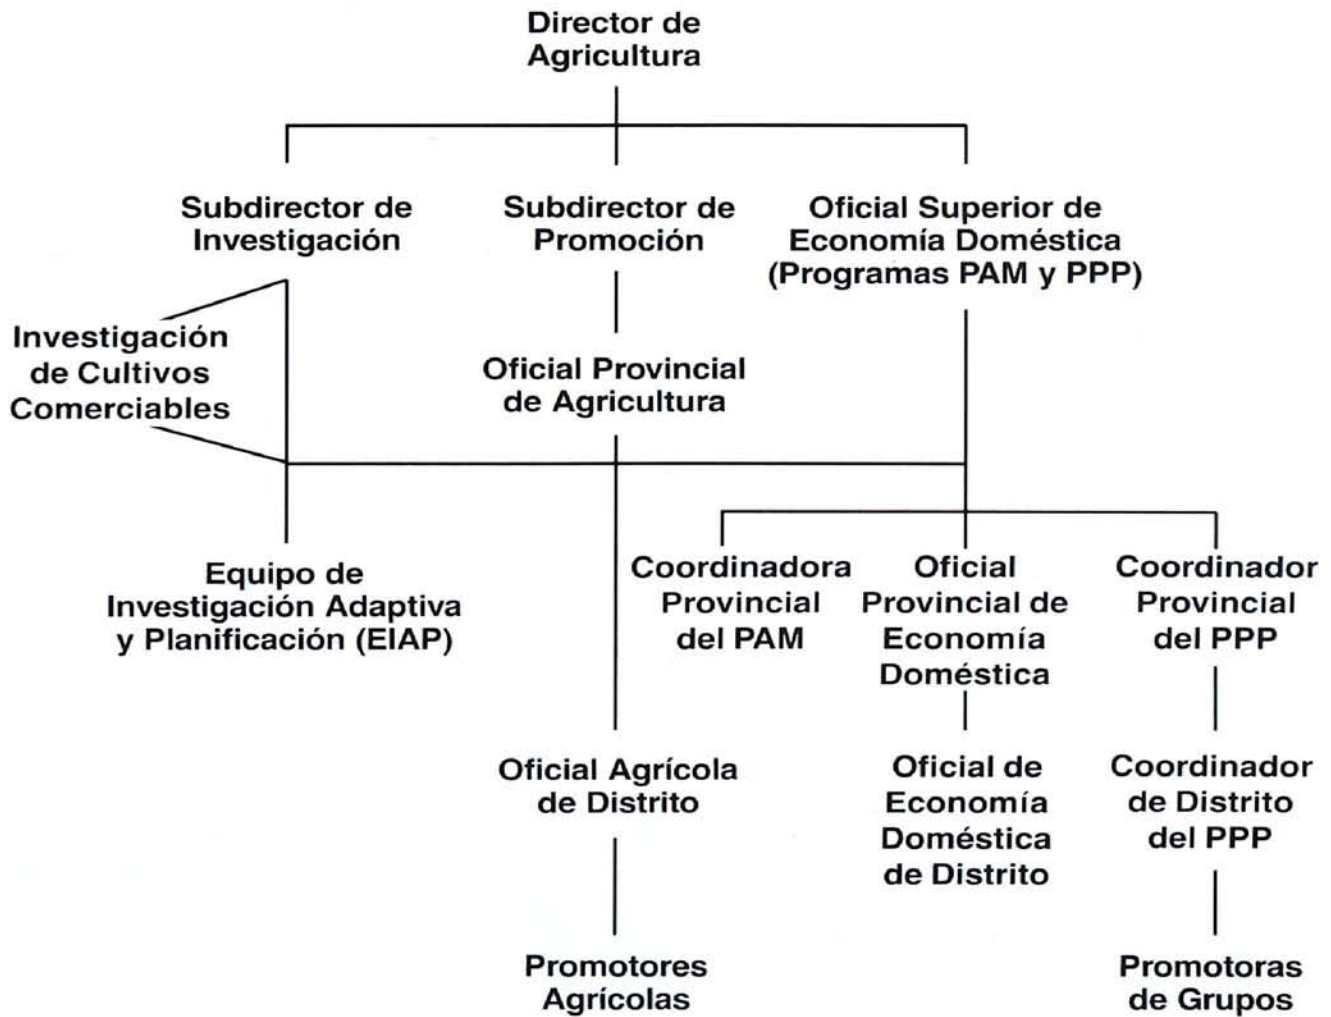 Director de
Agricultura
Subdirector de
Investigación
Subdirector de
Promoción
Oficial Superior de
Economía Doméstica
(Programas PAM y PPP)
Investigación
de Cultivos
Comerciables
Oficial Provincial
de Agricultura
Equipo de
Investigación Adaptiva
y Planificación (EIAP)
Coordinadora
Provincial
del PAM
Oficial
Provincial de
Economía
Doméstica
Coordinador
Provincial
del PPP
Oficial Agrícola
de Distrito
Oficial de
Economía
Doméstica
de Distrito
Coordinador
de Distrito
del PPP
Promotores
Agrícolas
Promotoras
de Grupos